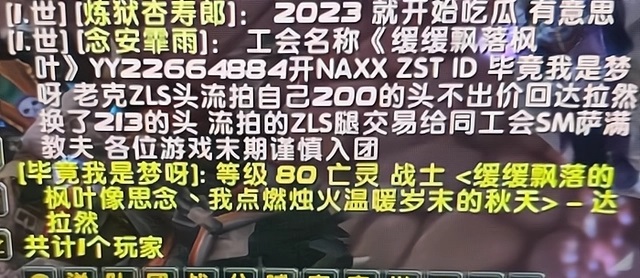 [1.世] [炼狱杏寿郎]： 2023 就开始吃瓜 有意思
[1.世] [念安霏雨]： 工会名称《缓缓飘落枫
叶》YY22664884开NAXX ZST ID 毕竟我是梦
呀 老克ZLS头流拍自己200的头不出价回达拉然
换了213的头 流拍的ZLS腿交易给同工会SM萨满
教夫 各位游戏末期谨慎入团
[毕竟我是梦呀]: 等级 80 亡灵 战士 <缓缓飘落的
枫叶像思念、我点燃烛火温暖岁末的秋天> - 达
拉然
共计1个玩家